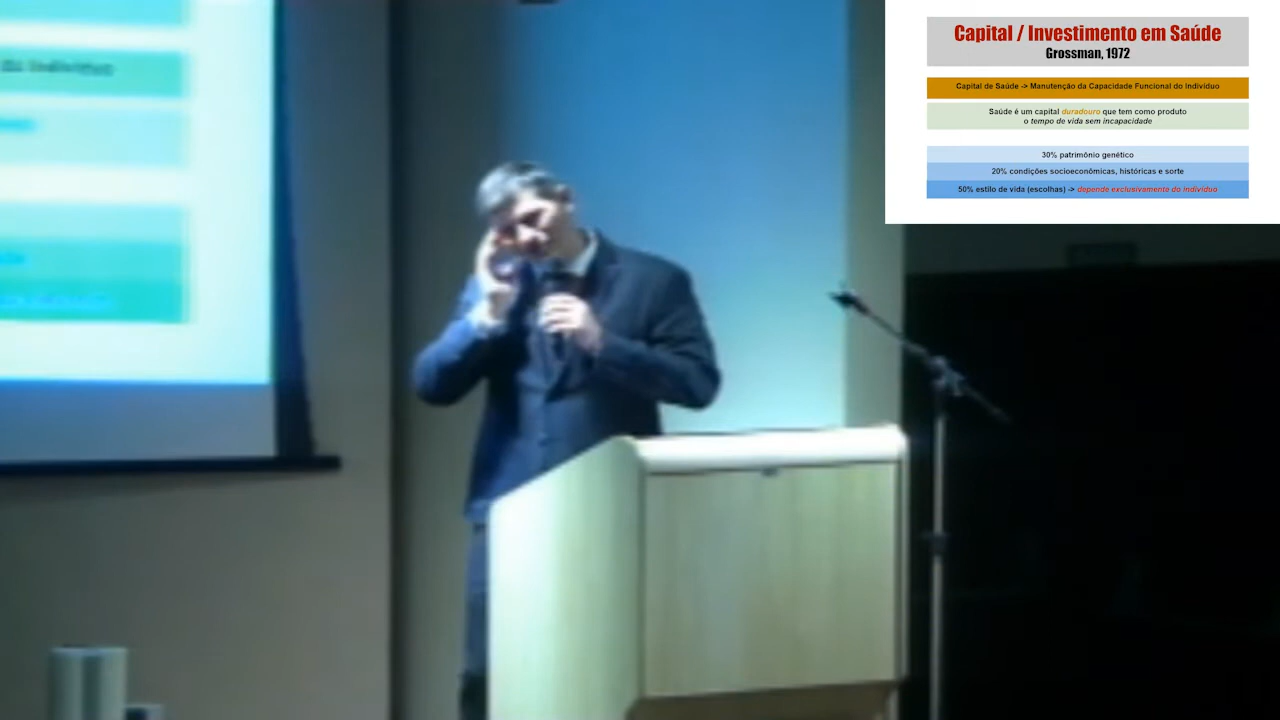 Capital / Investimento em Saúde
Grossman, 1972
Capital de Saúde -> Manutenção da Capacidade Funcional do Indivíduo
Saúde é um capital duradouro que tem como produto
o tempo de vida sem incapacidade
30% patrimônio genético
20% condições socioeconômicas, históricas e sorte
50% estilo de vida (escolhas) -> depende exclusivamente do indivíduo